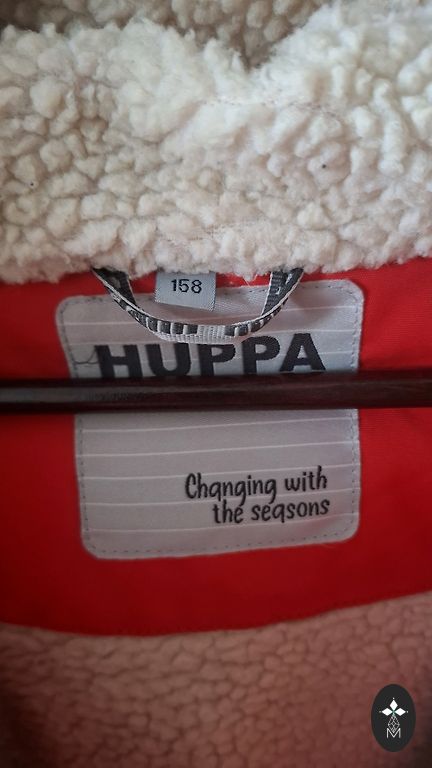 158
HUPPA
Changing with
the seasons
M